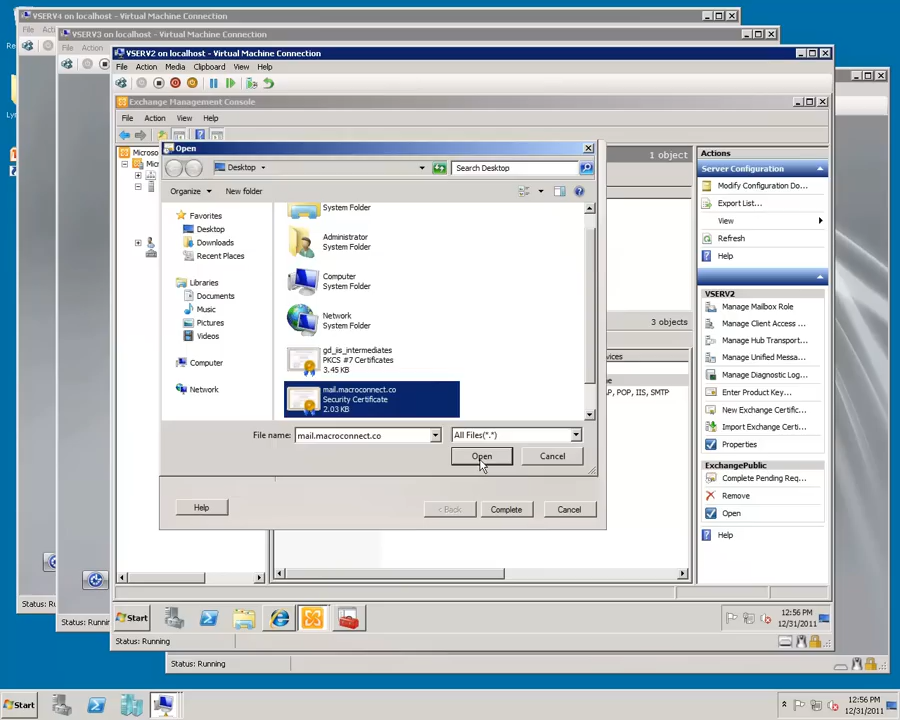 VSERV4 on localhost - Virtual Machine Connection
File
VSERV3 on localhost - Virtual Machine Connection
File Action
VSERV2 on localhost - Virtual Machine Connection
File Action Media Clipboard View Help
Exchange Management Console
File Action View Help
Open
Desktop
Search Desktop
Organize
New folder
Favorites
Desktop
Downloads
Recent Places
Libraries
Documents
Music
Pictures
Videos
Computer
Network
System Folder
Administrator
System Folder
Computer
System Folder
Network
System Folder
gd_iis_intermediates
PKCS #7 Certificates
3.45 KB
mail.macroconnect.co
Security Certificate
2.03 KB
File name: mail.macroconnect.co
All Files(*.*)
Open
Cancel
Help
< Back
Complete
Cancel
1 object
3 objects
P, POP, IIS, SMTP
Actions
Server Configuration
Modify Configuration Do...
Export List...
View
Refresh
Help
VSERV2
Manage Mailbox Role
Manage Client Access ...
Manage Hub Transport...
Manage Unified Messa...
Manage Diagnostic Log...
Enter Product Key...
New Exchange Certific...
Import Exchange Certi...
Properties
ExchangePublic
Complete Pending Req...
Remove
Open
Help
Start
12:56 PM
12/31/2011
Status: Running
Status: Running
Start
12:56 PM
12/31/2011